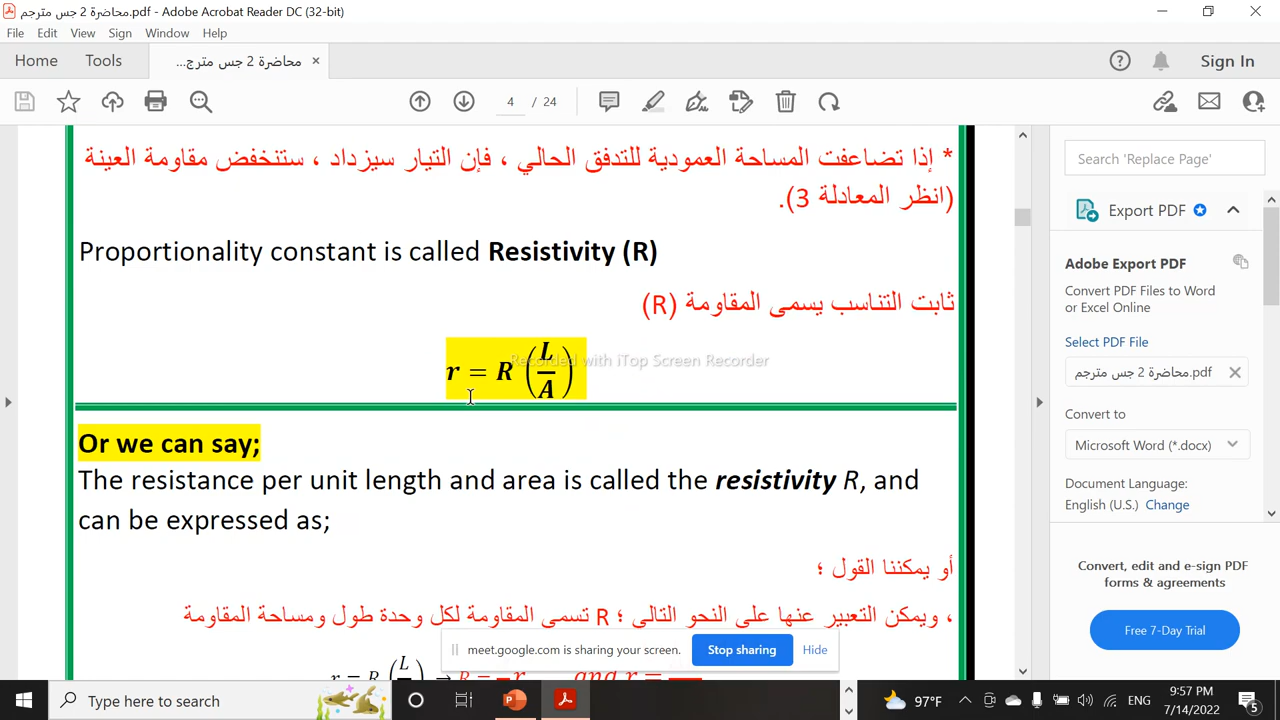 محاضرة 2 جس مترجم.pdf - Adobe Acrobat Reader DC (32-bit)
File Edit View Sign Window Help
Home Tools محاضرة 2 جس مترج... × Sign In
4 / 24
* إذا تضاعفت المساحة العمودية للتدفق الحالي ، فإن التيار سيزداد ، ستنخفض مقاومة العينة
(انظر المعادلة 3).
Proportionality constant is called Resistivity (R)
ثابت التناسب يسمى المقاومة (R)
r = R (L/A)
Recorded with iTop Screen Recorder
Or we can say;
The resistance per unit length and area is called the resistivity R, and
can be expressed as;
أو يمكننا القول ؛
، ويمكن التعبير عنها على النحو التالي ؛ R تسمى المقاومة لكل وحدة طول ومساحة المقاومة
meet.google.com is sharing your screen. Stop sharing Hide
Search 'Replace Page'
Export PDF
Adobe Export PDF
Convert PDF Files to Word
or Excel Online
Select PDF File
محاضرة 2 جس مترجم.pdf ×
Convert to
Microsoft Word (*.docx)
Document Language:
English (U.S.) Change
Convert, edit and e-sign PDF
forms & agreements
Free 7-Day Trial
Type here to search
97°F ENG 9:57 PM
7/14/2022 5